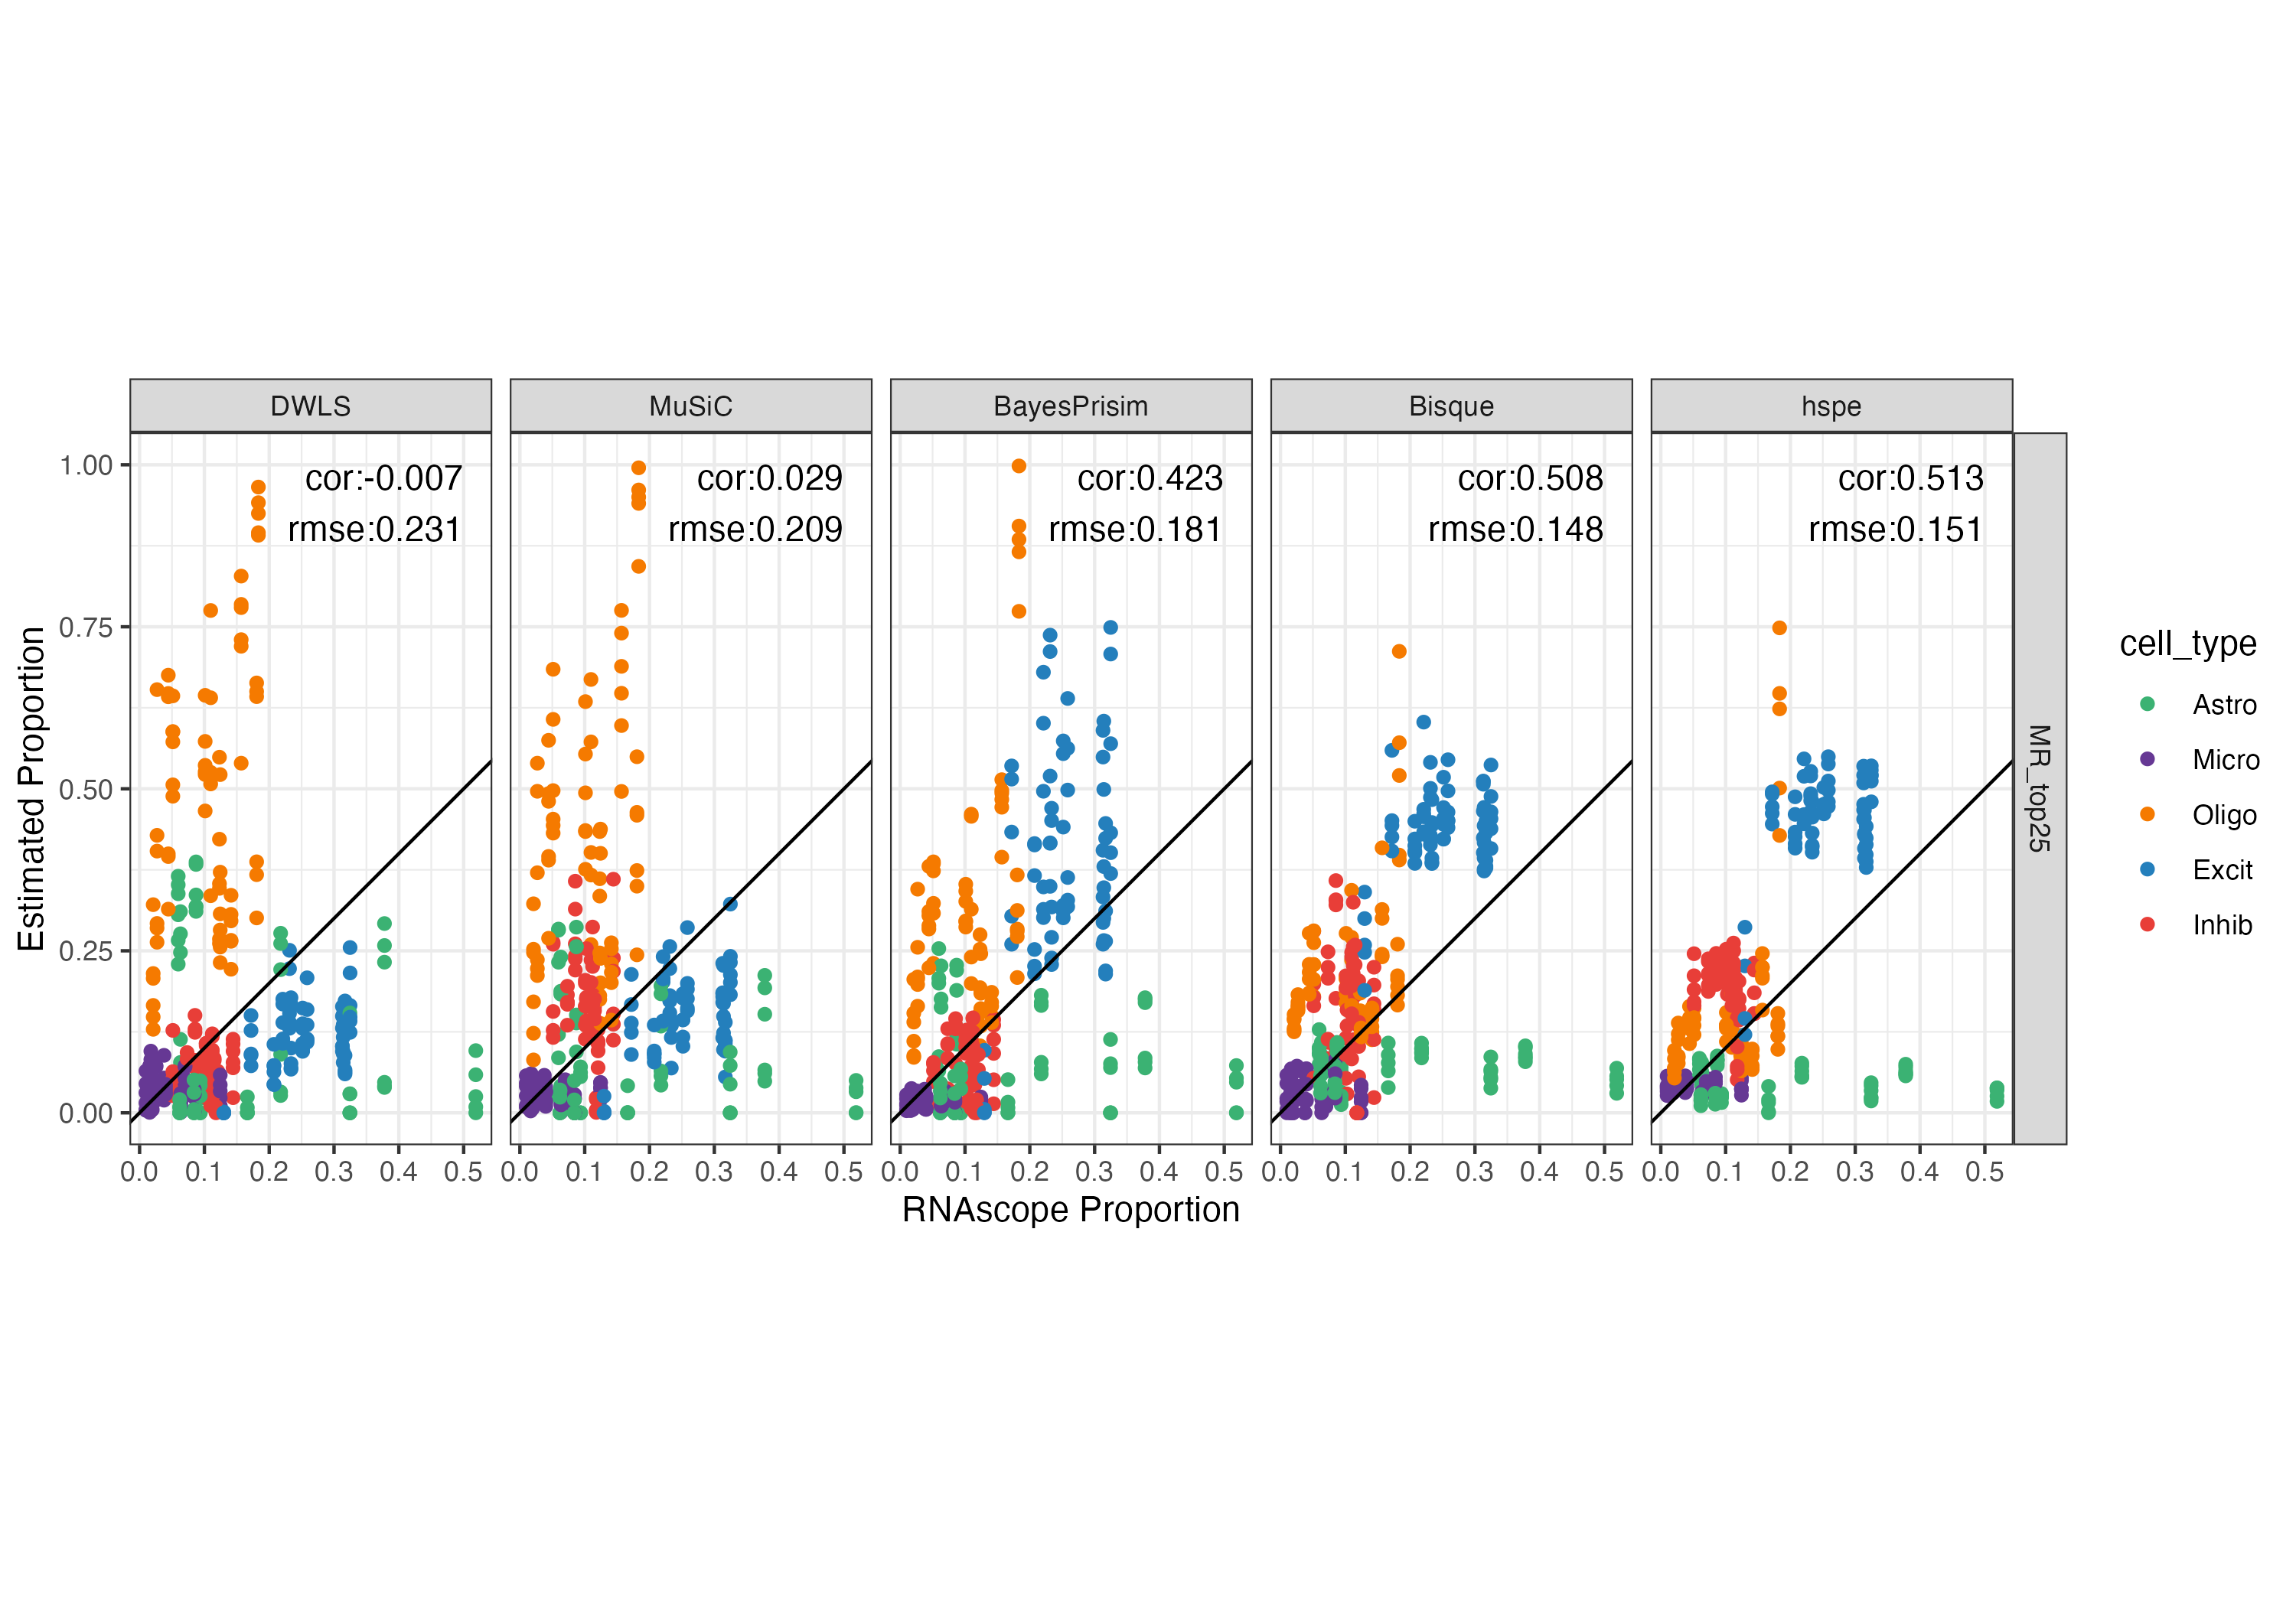 DWLS
MuSiC
BayesPrisim
Bisque
hspe
cor:-0.007
rmse:0.231
cor:0.029
rmse:0.209
cor:0.423
rmse:0.181
cor:0.508
rmse:0.148
cor:0.513
rmse:0.151
MR_top25
Estimated Proportion
1.00
0.75
0.50
0.25
0.00
0.0 0.1 0.2 0.3 0.4 0.5
0.0 0.1 0.2 0.3 0.4 0.5
0.0 0.1 0.2 0.3 0.4 0.5
0.0 0.1 0.2 0.3 0.4 0.5
0.0 0.1 0.2 0.3 0.4 0.5
RNAscope Proportion
cell_type
Astro
Micro
Oligo
Excit
Inhib